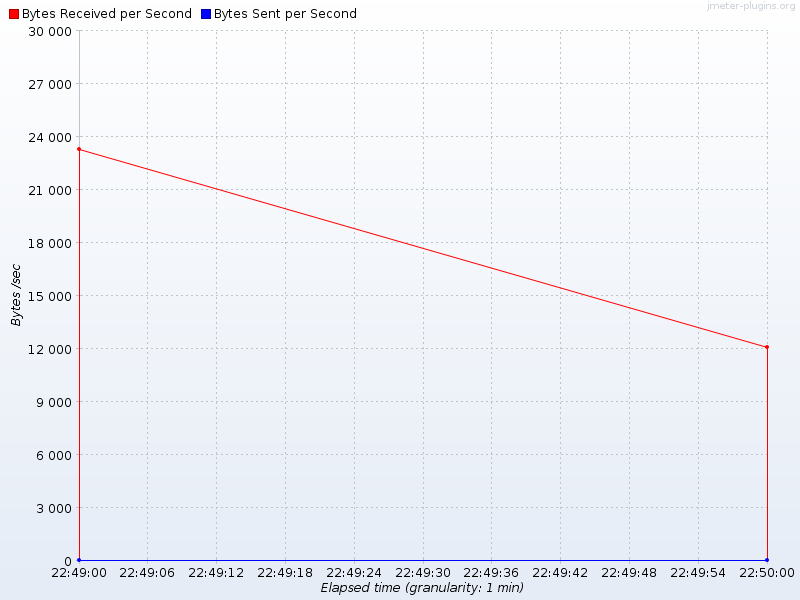 jmeter-plugins.org
Bytes Received per Second Bytes Sent per Second
30 000
27 000
24 000
21 000
18 000
15 000
12 000
9 000
6 000
3 000
0
Bytes /sec
22:49:00 22:49:06 22:49:12 22:49:18 22:49:24 22:49:30 22:49:36 22:49:42 22:49:48 22:49:54 22:50:00
Elapsed time (granularity: 1 min)